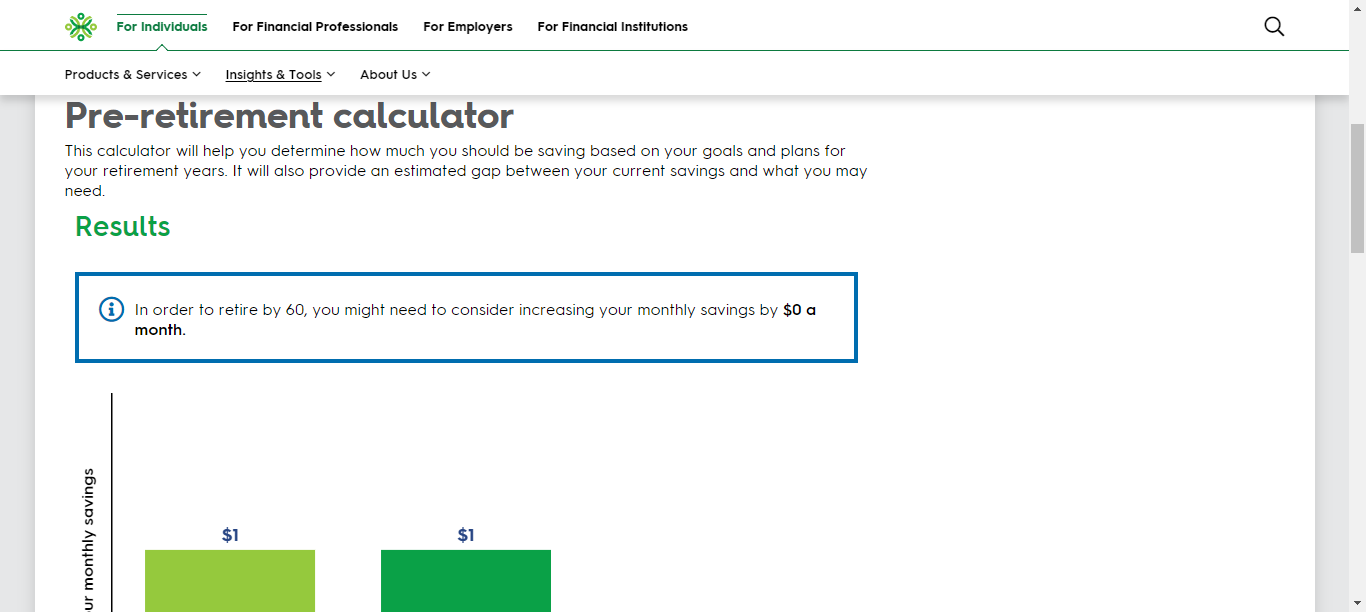 For Individuals For Financial Professionals For Employers For Financial Institutions
Products & Services Insights & Tools About Us
Pre-retirement calculator
This calculator will help you determine how much you should be saving based on your goals and plans for
your retirement years. It will also provide an estimated gap between your current savings and what you may
need.
Results
In order to retire by 60, you might need to consider increasing your monthly savings by $0 a
month.
monthly savings
$1 $1